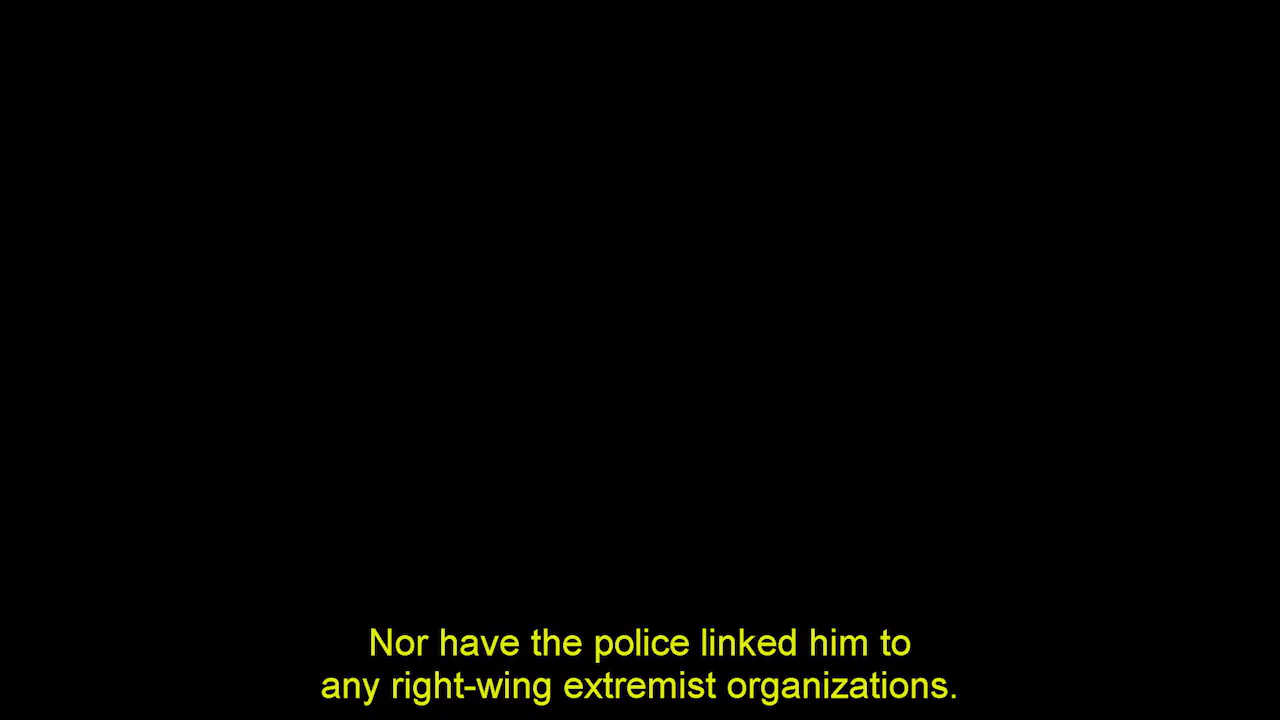 Nor have the police linked him to
any right-wing extremist organizations.